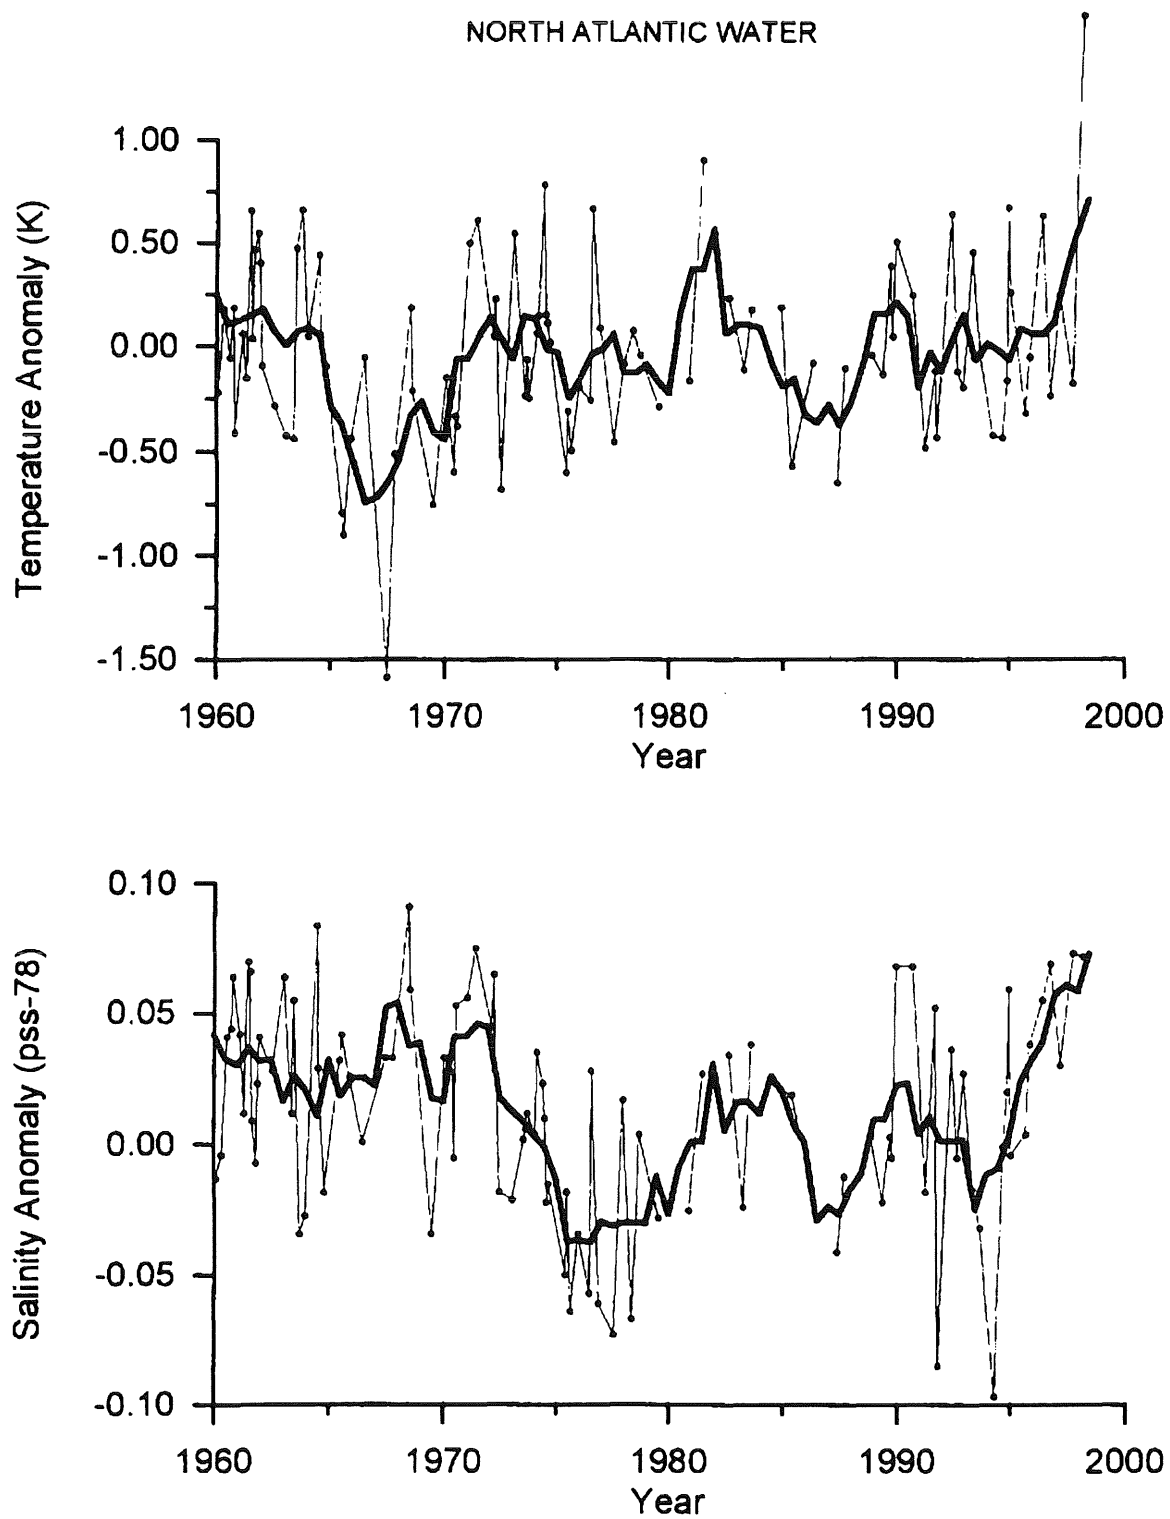 NORTH ATLANTIC WATER
1.00
0.50
0.00
-0.50
-1.00
-1.50
Temperature Anomaly (K)
1960 1970 1980 1990 2000
Year
0.10
0.05
0.00
-0.05
-0.10
Salinity Anomaly (pss-78)
1960 1970 1980 1990 2000
Year